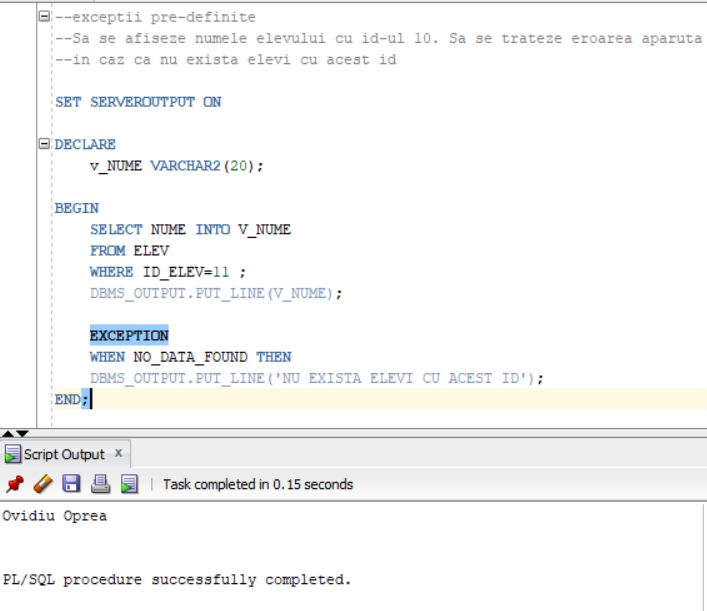 --exceptii pre-definite
--Sa se afiseze numele elevului cu id-ul 10. Sa se trateze eroarea aparuta
--in caz ca nu exista elevi cu acest id
SET SERVEROUTPUT ON
DECLARE
v_NUME VARCHAR2(20);
BEGIN
SELECT NUME INTO V_NUME
FROM ELEV
WHERE ID_ELEV=11 ;
DBMS_OUTPUT.PUT_LINE(V_NUME);
EXCEPTION
WHEN NO_DATA_FOUND THEN
DBMS_OUTPUT.PUT_LINE('NU EXISTA ELEVI CU ACEST ID');
END;
Script Output x
Task completed in 0.15 seconds
Ovidiu Oprea
PL/SQL procedure successfully completed.